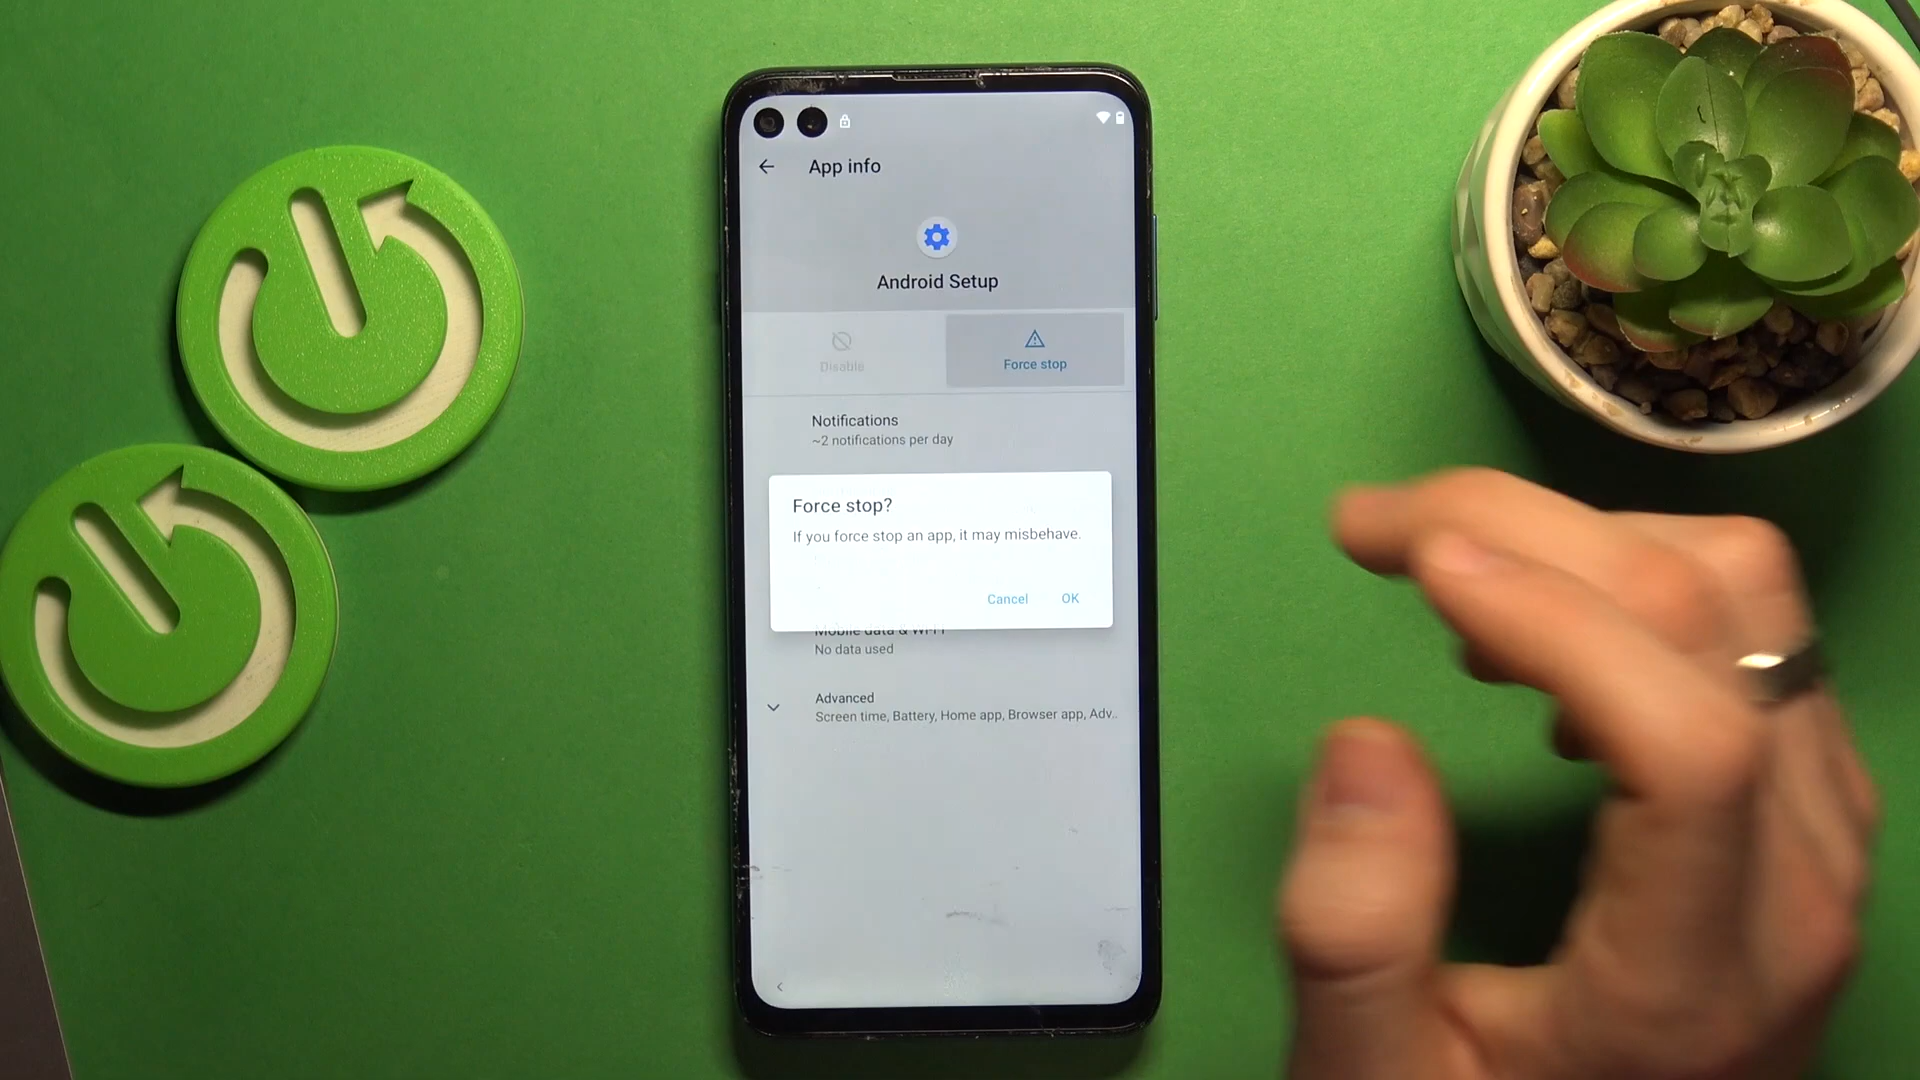 App info
Android Setup
Disable
Force stop
Notifications
~2 notifications per day
Force stop?
If you force stop an app, it may misbehave.
Cancel
OK
Mobile data & Wi-Fi
No data used
Advanced
Screen time, Battery, Home app, Browser app, Adv..